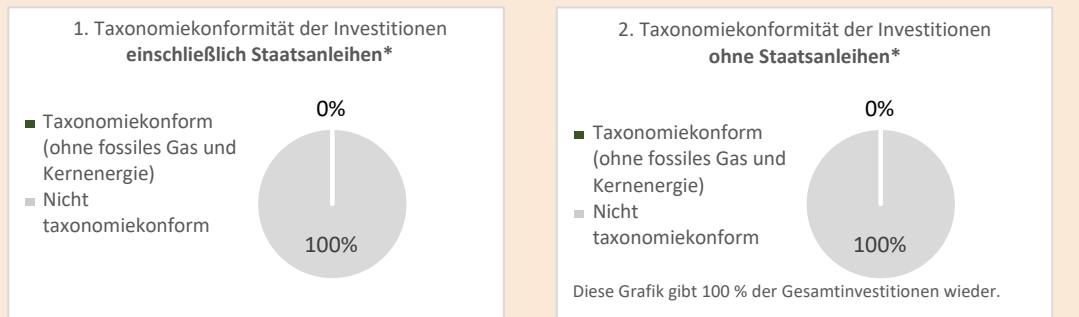 1. Taxonomiekonformität der Investitionen
einschließlich Staatsanleihen*
0%
Taxonomiekonform
(ohne fossiles Gas und
Kernenergie)
Nicht
taxonomiekonform
100%
2. Taxonomiekonformität der Investitionen
ohne Staatsanleihen*
0%
Taxonomiekonform
(ohne fossiles Gas und
Kernenergie)
Nicht
taxonomiekonform
100%
Diese Grafik gibt 100 % der Gesamtinvestitionen wieder.